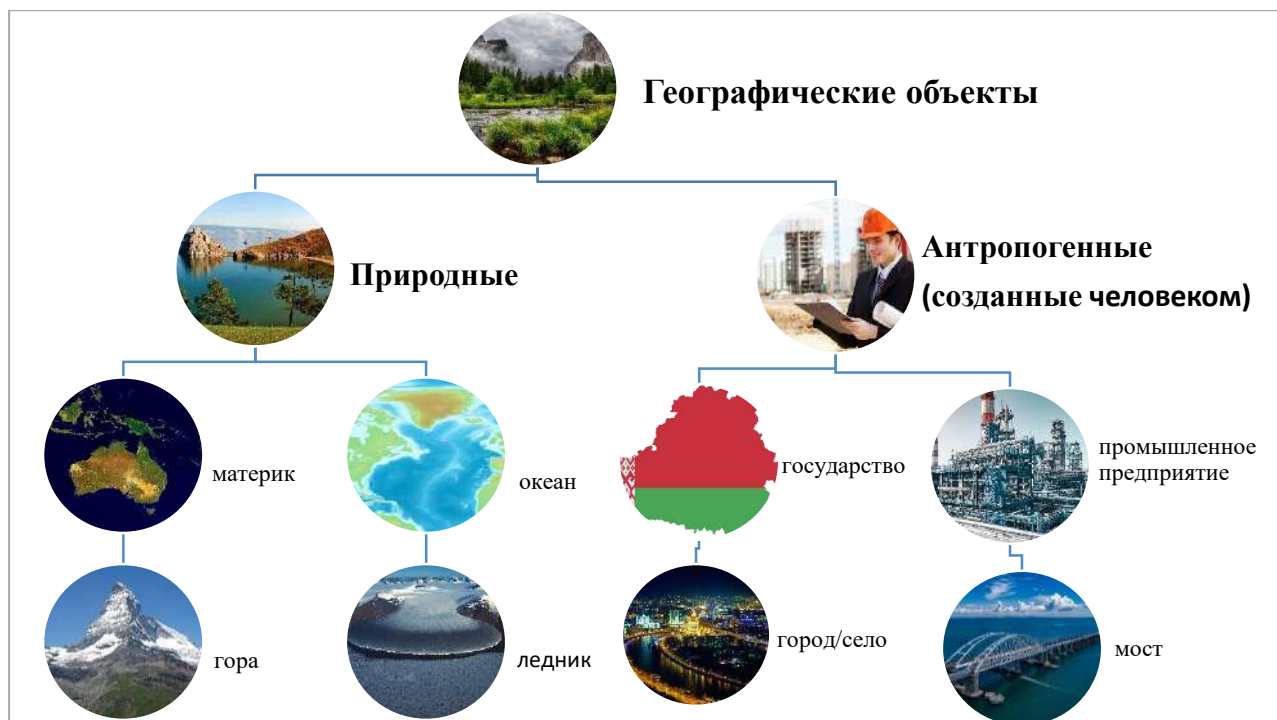 Географические объекты
Природные
Антропогенные
(созданные человеком)
материк
океан
государство
промышленное
предприятие
гора
ледник
город/село
мост